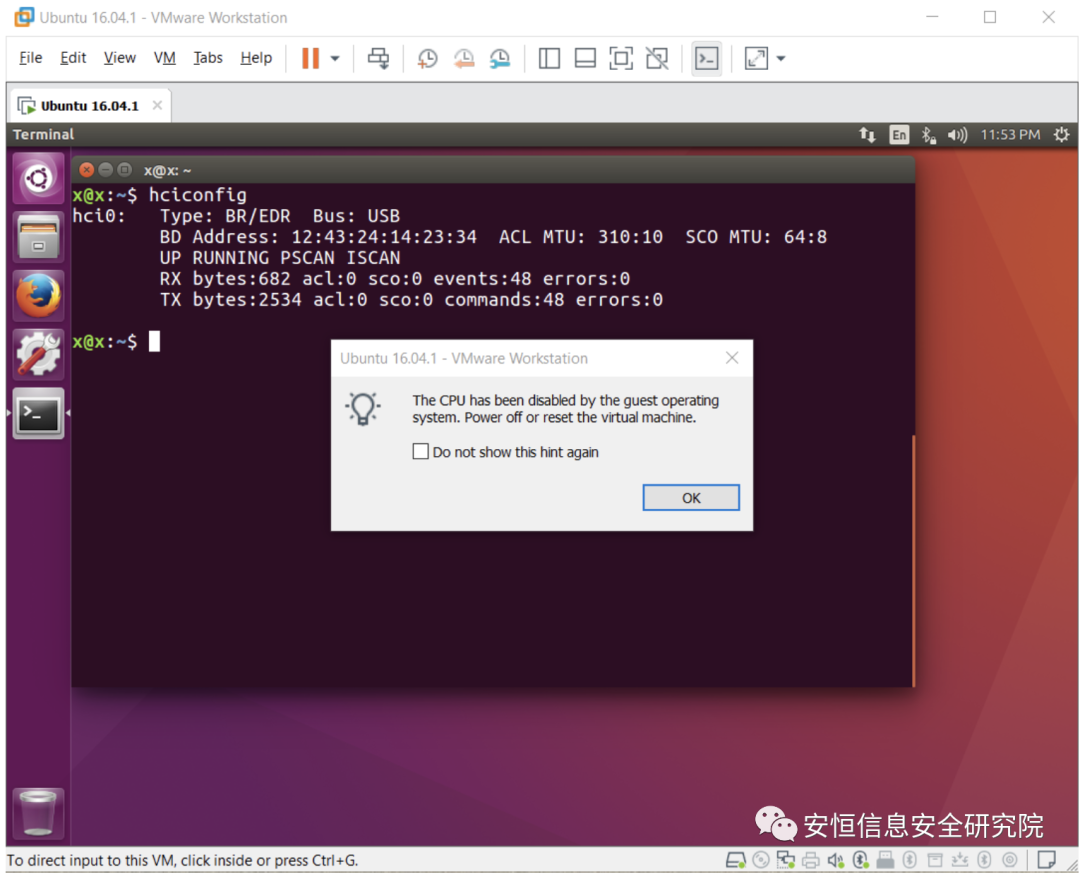 Ubuntu 16.04.1 - VMware Workstation
File Edit View VM Tabs Help
Ubuntu 16.04.1
Terminal
En
11:53 PM
x@x: ~
x@x:~$ hciconfig
hci0: Type: BR/EDR Bus: USB
BD Address: 12:43:24:14:23:34 ACL MTU: 310:10 SCO MTU: 64:8
UP RUNNING PSCAN ISCAN
RX bytes:682 acl:0 sco:0 events:48 errors:0
TX bytes:2534 acl:0 sco:0 commands:48 errors:0
x@x:~$
Ubuntu 16.04.1 - VMware Workstation
The CPU has been disabled by the guest operating
system. Power off or reset the virtual machine.
Do not show this hint again
OK
安恒信息安全研究院
To direct input to this VM, click inside or press Ctrl+G.